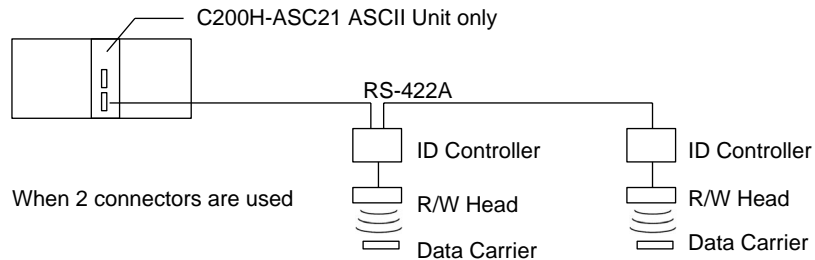 C200H-ASC21 ASCII Unit only
RS-422A
ID Controller
ID Controller
When 2 connectors are used
R/W Head
R/W Head
Data Carrier
Data Carrier